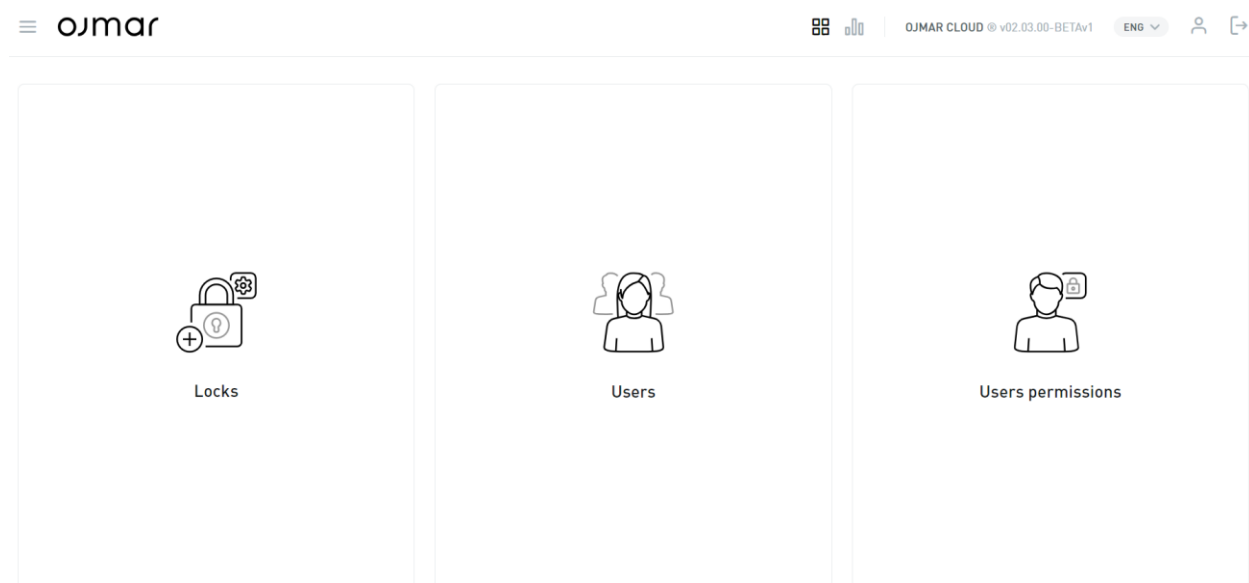 ojmar
OJMAR CLOUD ® v02.03.00-BETAv1
ENG
Locks
Users
Users permissions